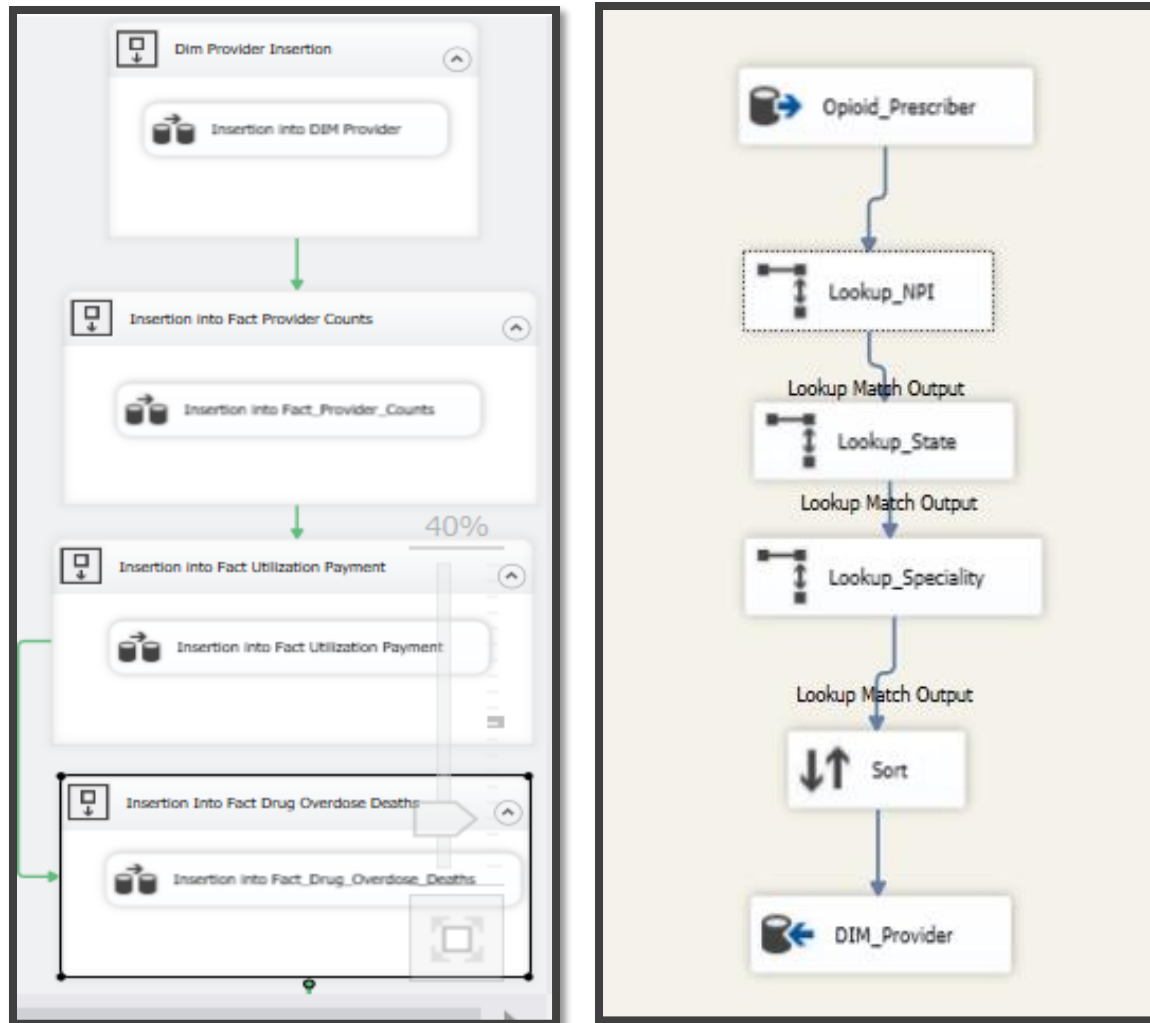 Dim Provider Insertion
Insertion into DIM Provider
Insertion into Fact Provider Counts
Insertion into Fact_Provider_Counts
40%
Insertion into Fact Utilization Payment
Insertion into Fact Utilization Payment
Insertion Into Fact Drug Overdose Deaths
Insertion into Fact_Drug_Overdose_Deaths
Opioid_Prescriber
Lookup_NPI
Lookup Match Output
Lookup_State
Lookup Match Output
Lookup_Speciality
Lookup Match Output
Sort
DIM_Provider